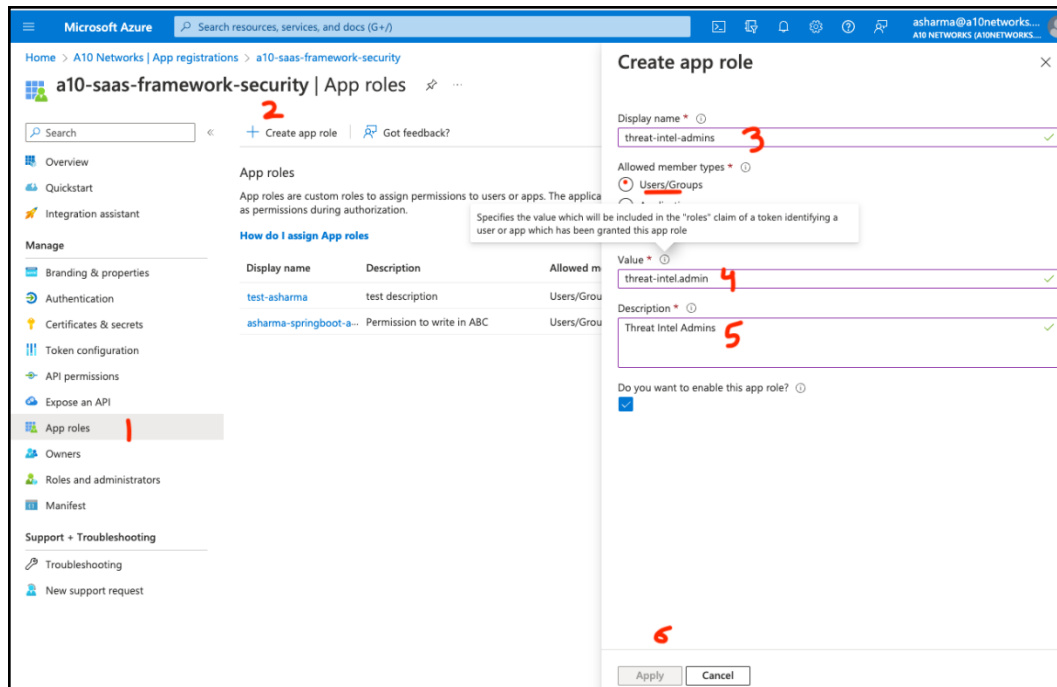 Microsoft Azure
Search resources, services, and docs (G+/)
asharma@a10networks....
A10 NETWORKS (A10NETWORKS....
Home > A10 Networks | App registrations > a10-saas-framework-security
a10-saas-framework-security | App roles
...
2
Search
«
Create app role
Got feedback?
Overview
Quickstart
Integration assistant
Manage
Branding & properties
Authentication
Certificates & secrets
Token configuration
API permissions
Expose an API
App roles
1
Owners
Roles and administrators
Manifest
Support + Troubleshooting
Troubleshooting
New support request
App roles
App roles are custom roles to assign permissions to users or apps. The applica
as permissions during authorization.
How do I assign App roles
Display name Description Allowed m
test-asharma test description Users/Grou
asharma-springboot-a... Permission to write in ABC Users/Grou
Create app role
Display name *
threat-intel-admins
3
Allowed member types *
Users/Groups
Specifies the value which will be included in the "roles" claim of a token identifying a
user or app which has been granted this app role
Value *
threat-intel.admin
4
Description *
Threat Intel Admins
5
Do you want to enable this app role?
6
Apply
Cancel